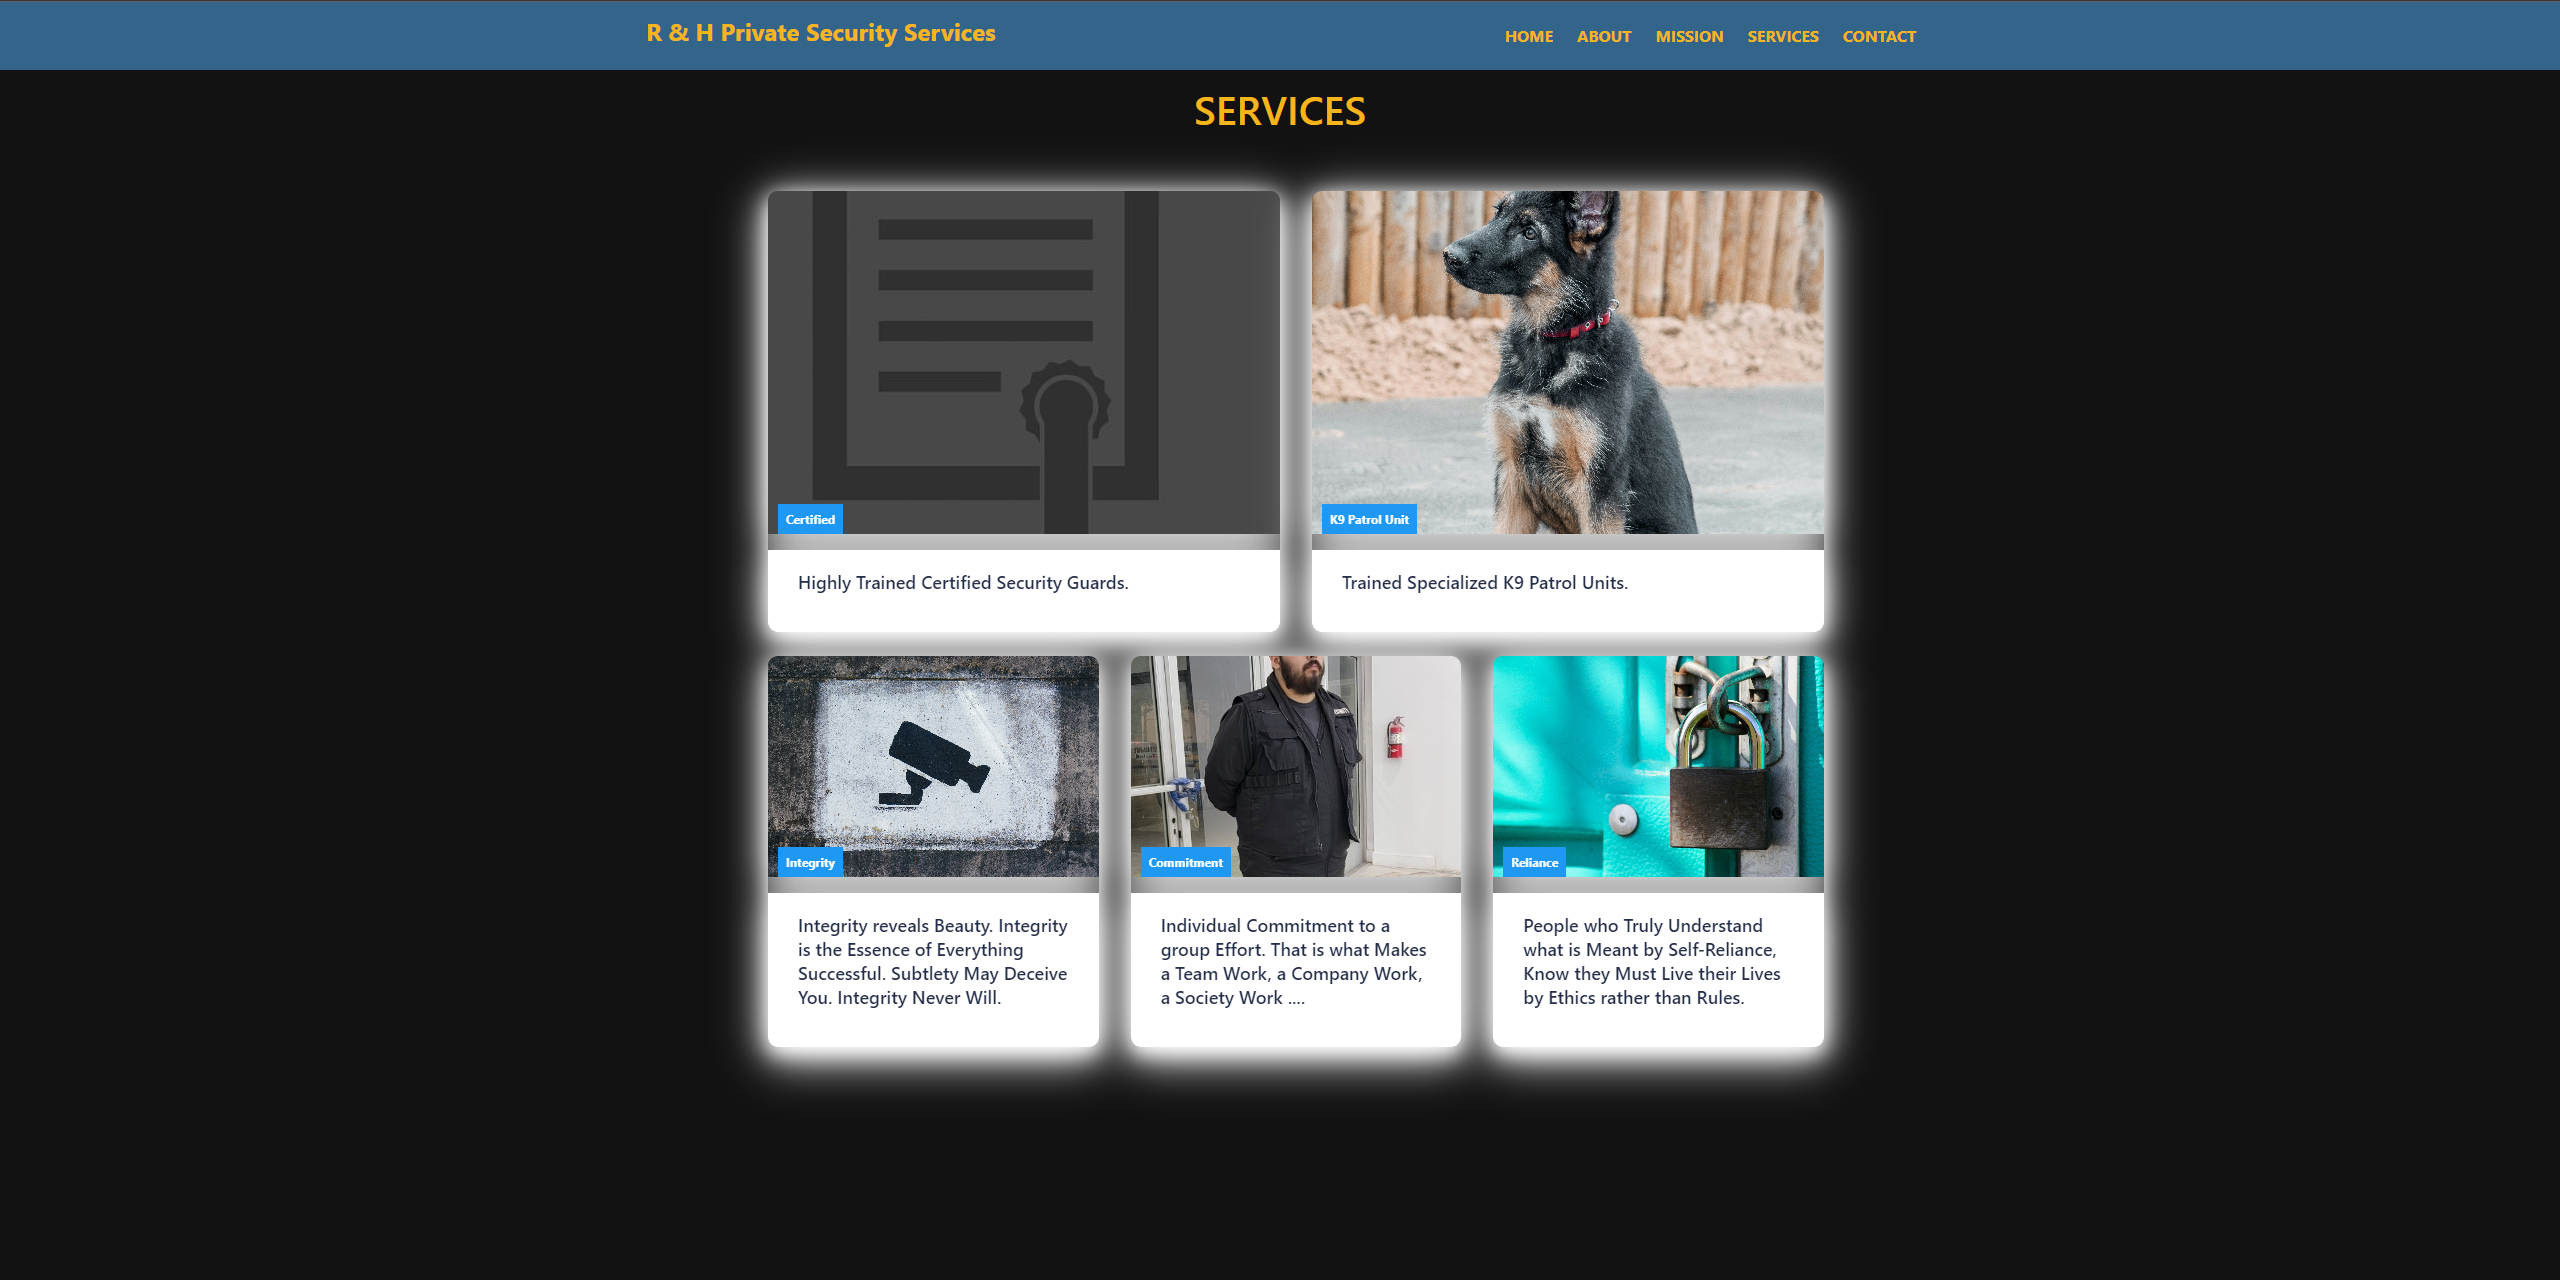 R & H Private Security Services
HOME ABOUT MISSION SERVICES CONTACT
SERVICES
Certified
Highly Trained Certified Security Guards.
K9 Patrol Unit
Trained Specialized K9 Patrol Units.
Integrity
Integrity reveals Beauty. Integrity
is the Essence of Everything
Successful. Subtlety May Deceive
You. Integrity Never Will.
Commitment
Individual Commitment to a
group Effort. That is what Makes
a Team Work, a Company Work,
a Society Work ....
Reliance
People who Truly Understand
what is Meant by Self-Reliance,
Know they Must Live their Lives
by Ethics rather than Rules.